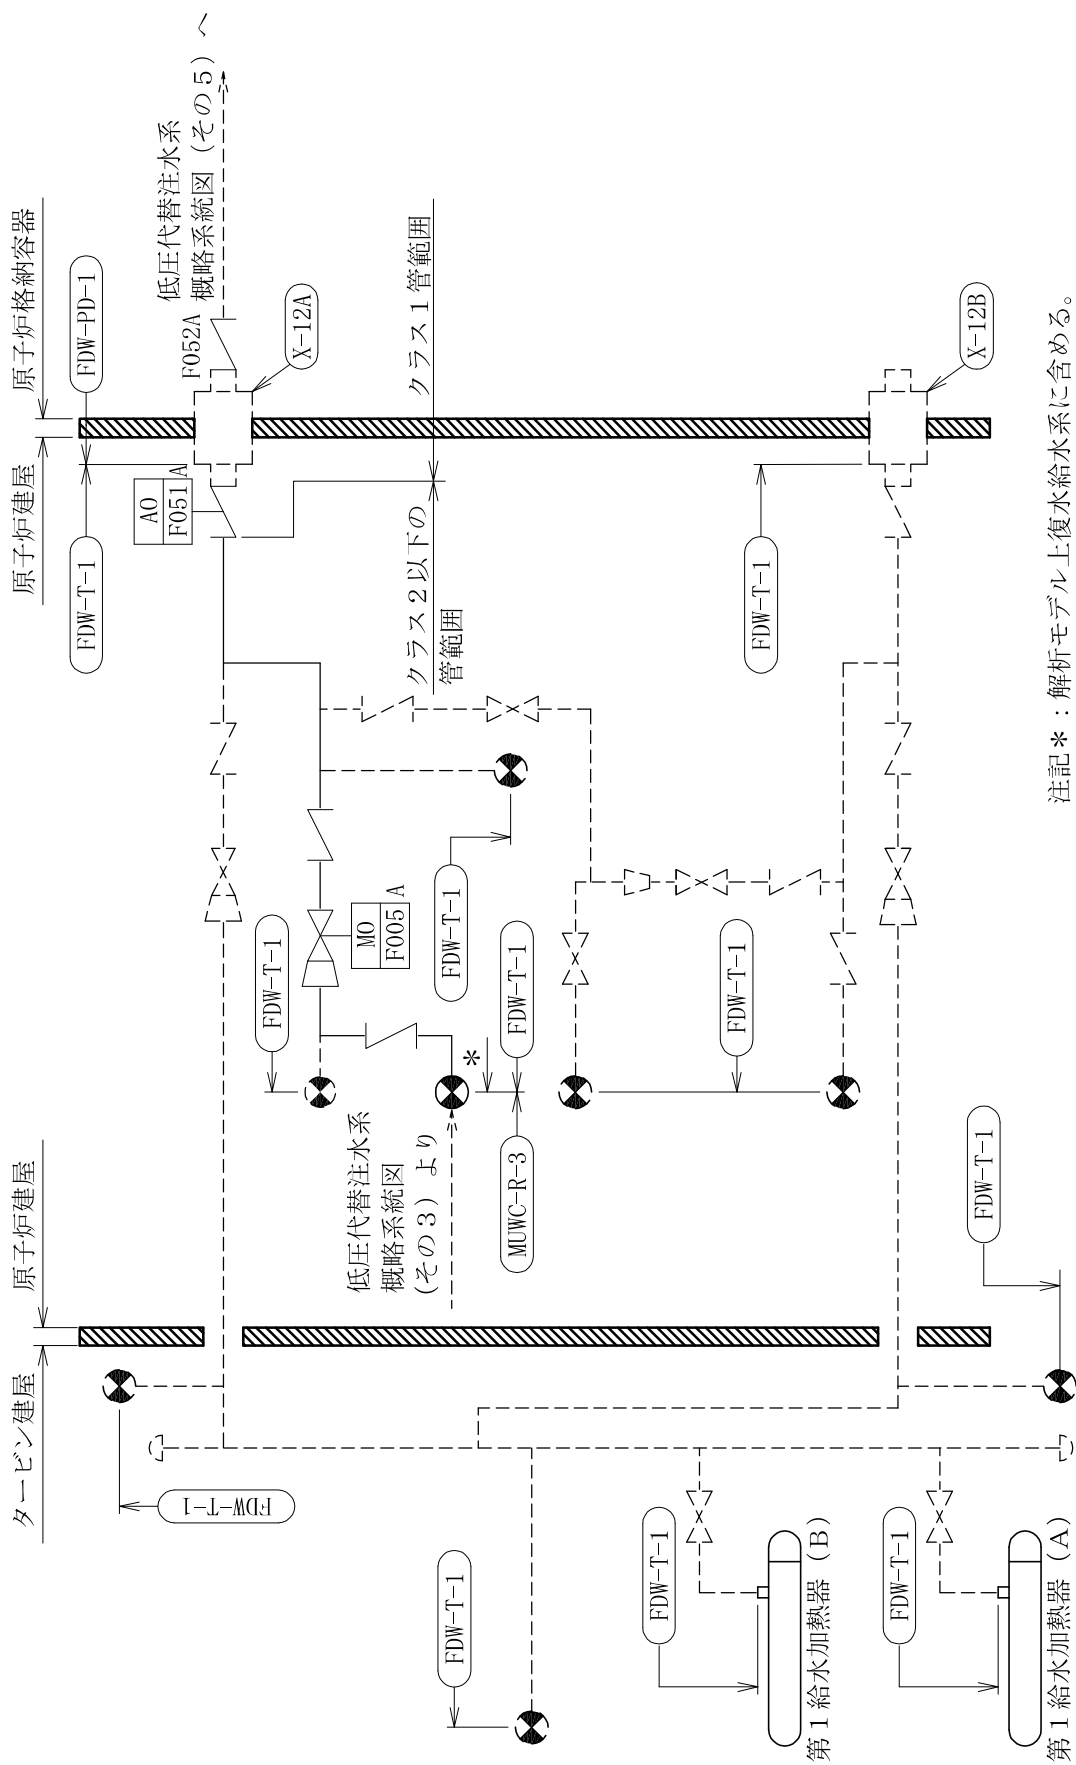 タービン建屋
原子炉建屋
原子炉建屋
原子炉格納容器
FDW-T-1
FDW-T-1
FDW-PD-1
AO
F051
A
F052A
低圧代替注水系
概略系統図（その５）へ
X-12A
FDW-T-1
MO
F005
A
クラス２以下の
管範囲
クラス１管範囲
低圧代替注水系
概略系統図
（その３）より
*
FDW-T-1
FDW-T-1
MUWC-R-3
FDW-T-1
FDW-T-1
FDW-T-1
FDW-T-1
第１給水加熱器（B）
FDW-T-1
第１給水加熱器（A）
FDW-T-1
X-12B
注記＊：解析モデル上復水給水系に含める。